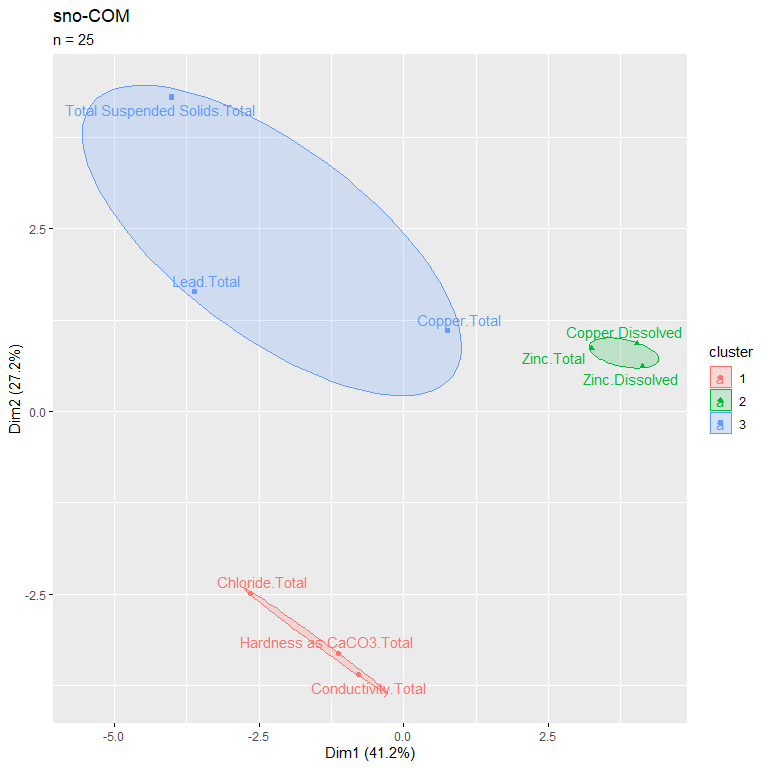 sno-COM
n = 25
Total Suspended Solids.Total
Lead.Total
Copper.Total
Copper.Dissolved
Zinc.Total
Zinc.Dissolved
Chloride.Total
Hardness as CaCO3.Total
Conductivity.Total
2.5
0.0
-2.5
-5.0
-2.5
0.0
2.5
Dim1 (41.2%)
Dim2 (27.2%)
cluster
a 1
a 2
a 3